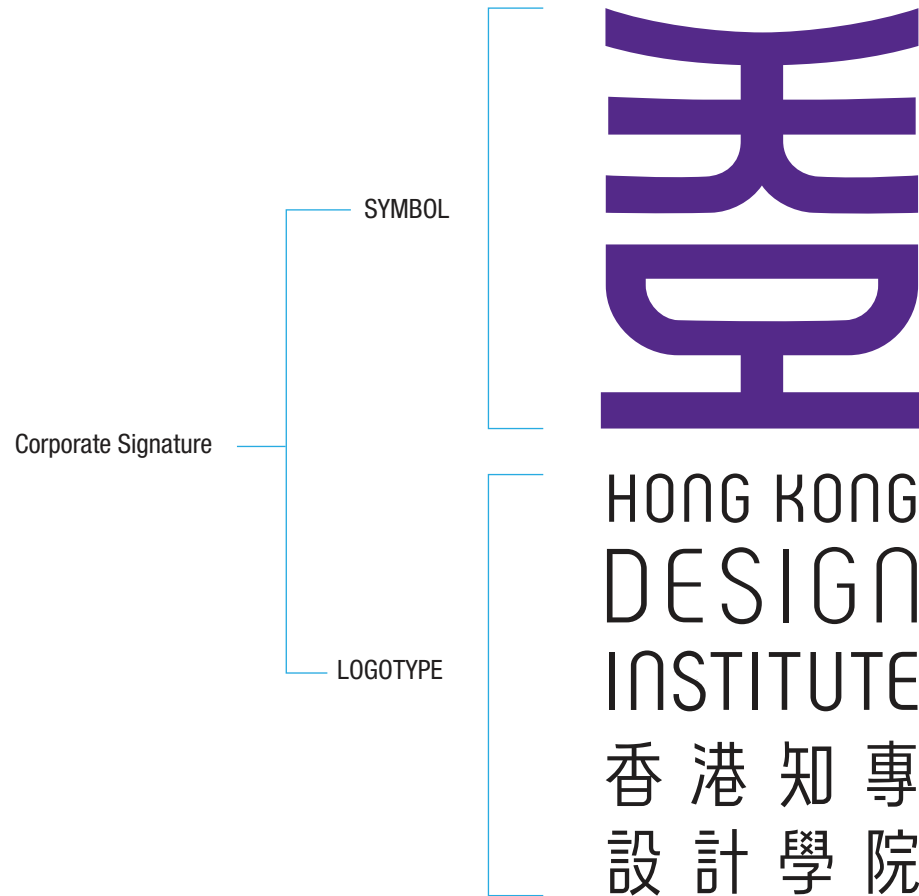 SYMBOL
Corporate Signature
LOGOTYPE
HONG KONG
DESIGN
INSTITUTE
香港知專
設計學院